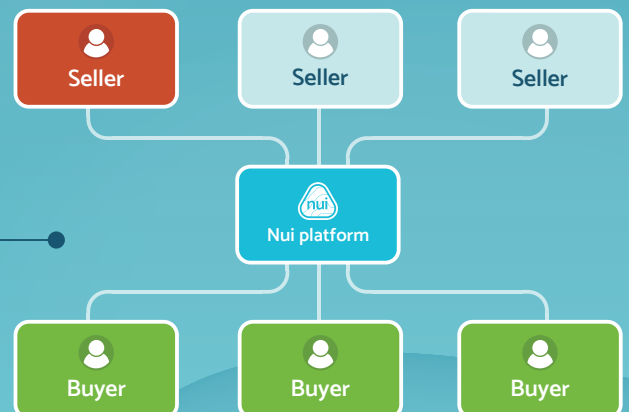 Seller
Seller
Seller
nui
Nui platform
Buyer
Buyer
Buyer